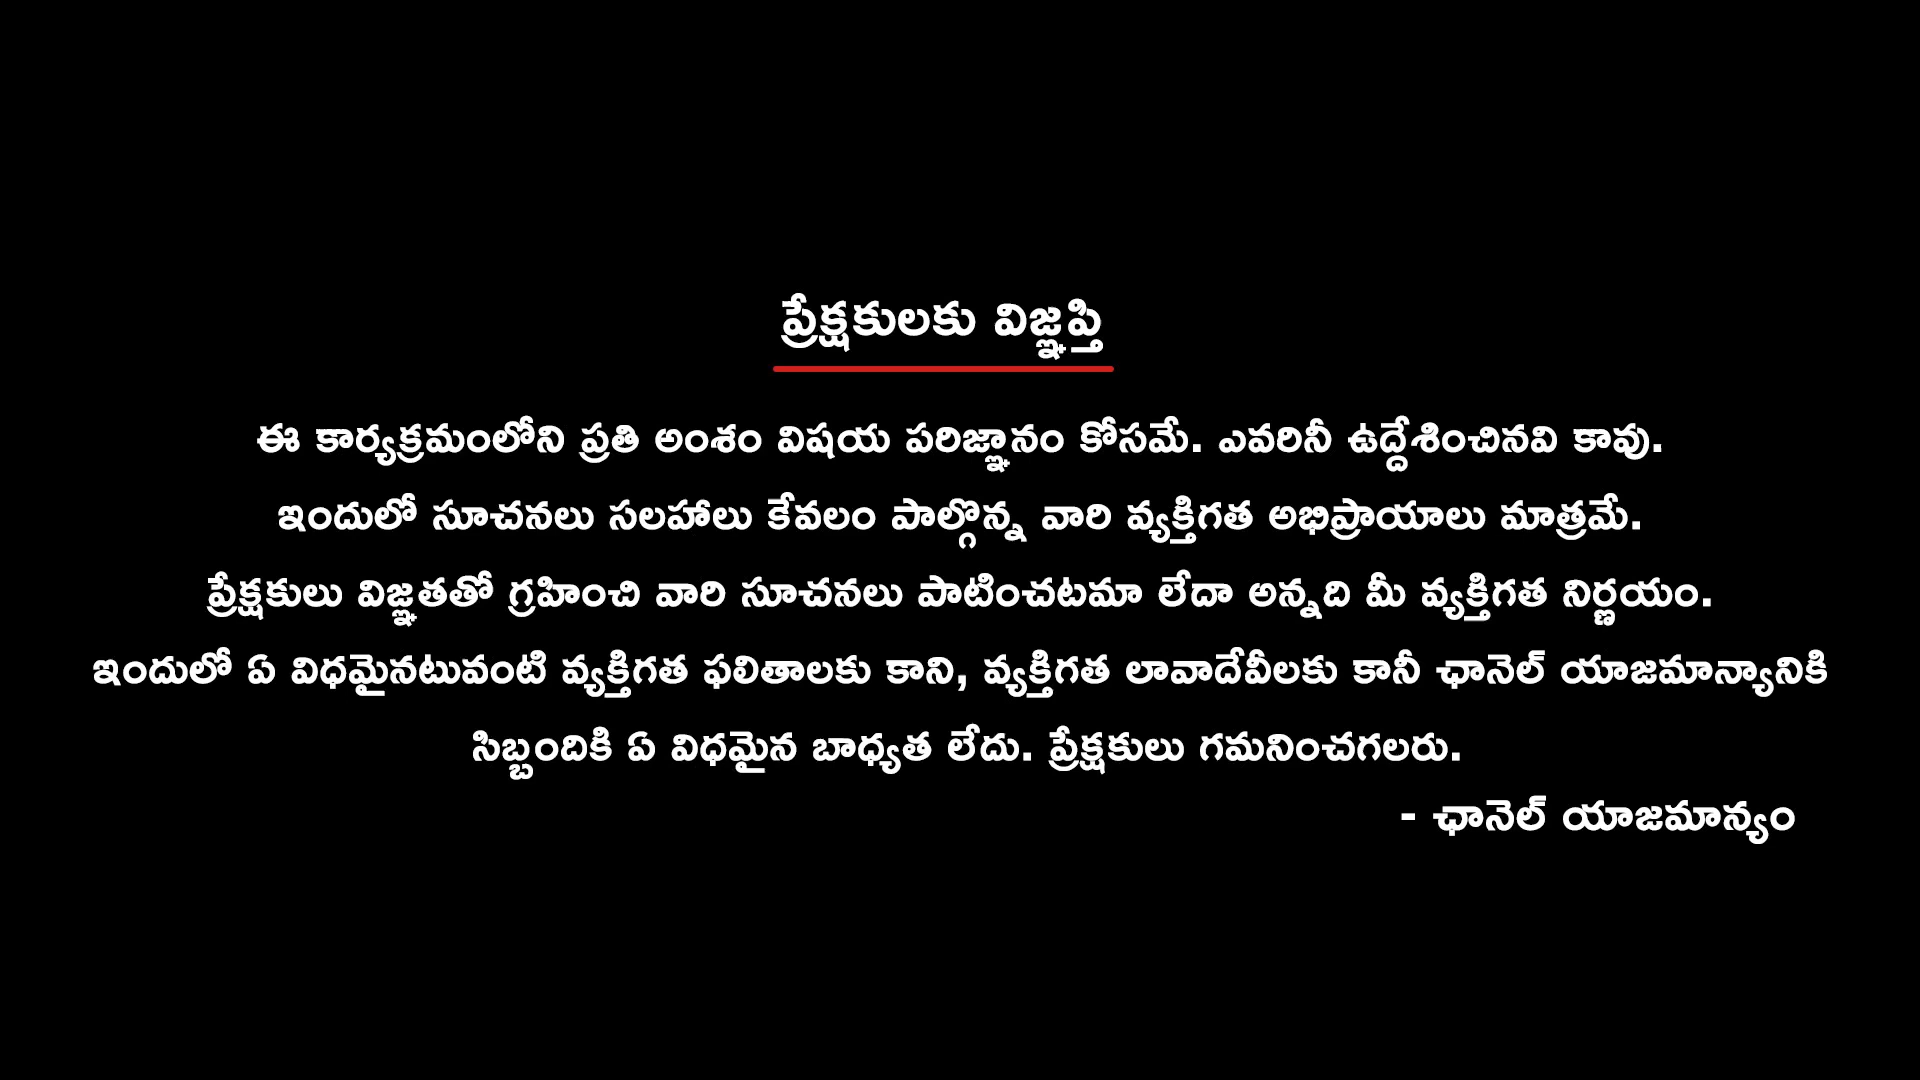 ప్రేక్షకులకు విజ్ఞప్తి
ఈ కార్యక్రమంలోని ప్రతి అంశం విషయ పరిజ్ఞానం కోసమే. ఎవరినీ ఉద్దేశించినవి కావు.
ఇందులో సూచనలు సలహాలు కేవలం పాల్గొన్న వారి వ్యక్తిగత అభిప్రాయాలు మాత్రమే.
ప్రేక్షకులు విజ్ఞతతో గ్రహించి వారి సూచనలు పాటించటమా లేదా అన్నది మీ వ్యక్తిగత నిర్ణయం.
ఇందులో ఏ విధమైనటువంటి వ్యక్తిగత ఫలితాలకు కాని, వ్యక్తిగత లావాదేవీలకు కానీ ఛానెల్ యాజమాన్యానికి
సిబ్బందికి ఏ విధమైన బాధ్యత లేదు. ప్రేక్షకులు గమనించగలరు.
- ఛానెల్ యాజమాన్యం